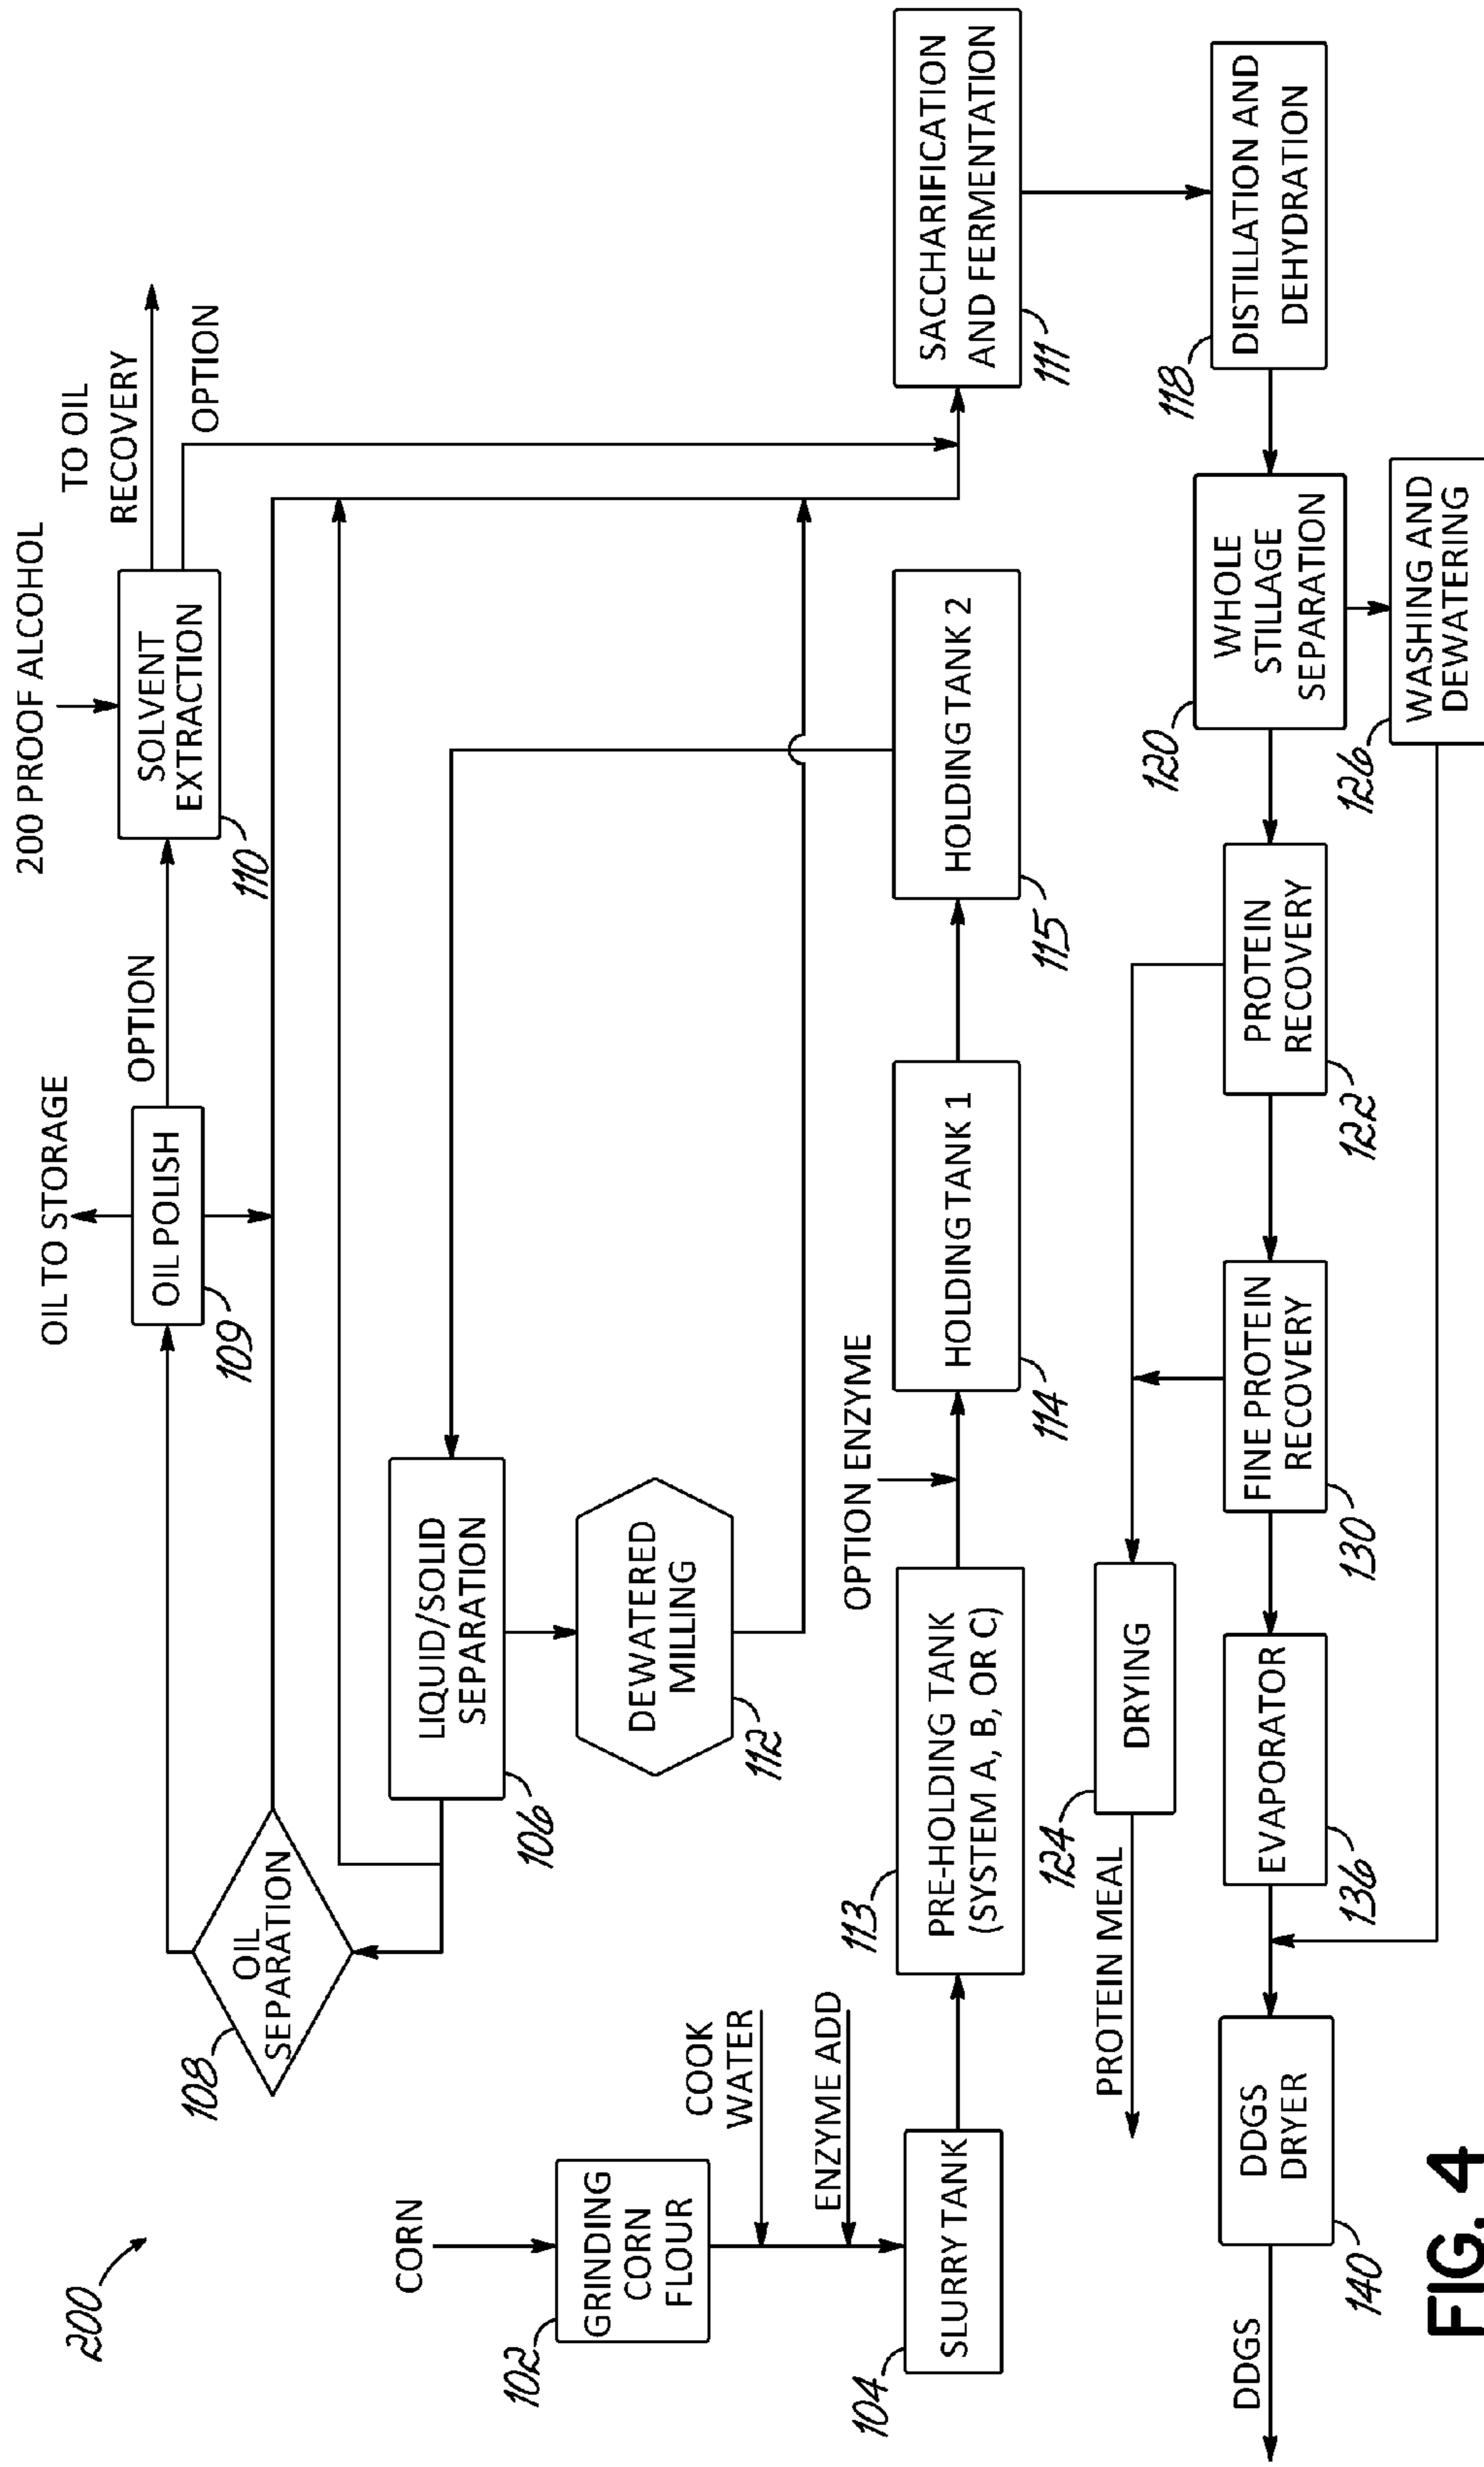 200
CORN
GRINDING
CORN
FLOUR
102
COOK
WATER
ENZYME ADD
SLURRY TANK
104
PRE-HOLDING TANK
(SYSTEM A, B, OR C)
113
OPTION ENZYME
HOLDING TANK 1
114
HOLDING TANK 2
115
LIQUID/SOLID
SEPARATION
106
DEWATERED
MILLING
112
OIL
SEPARATION
108
OIL TO STORAGE
OIL POLISH
109
OPTION
200 PROOF ALCOHOL
SOLVENT
EXTRACTION
110
TO OIL
RECOVERY
OPTION
SACCHARIFICATION
AND FERMENTATION
111
DISTILLATION AND
DEHYDRATION
118
WHOLE
STILLAGE
SEPARATION
120
WASHING AND
DEWATERING
126
PROTEIN
RECOVERY
122
FINE PROTEIN
RECOVERY
130
DRYING
124
PROTEIN MEAL
EVAPORATOR
136
DDGS
DRYER
140
DDGS
FIG. 4